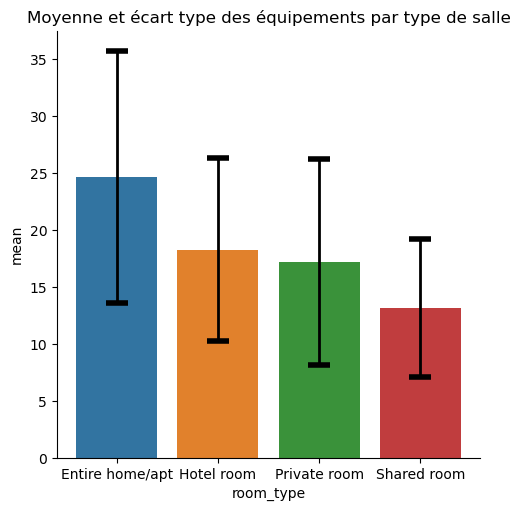 Moyenne et écart type des équipements par type de salle
35
30
25
20
15
10
5
0
mean
Entire home/apt Hotel room Private room Shared room
room_type